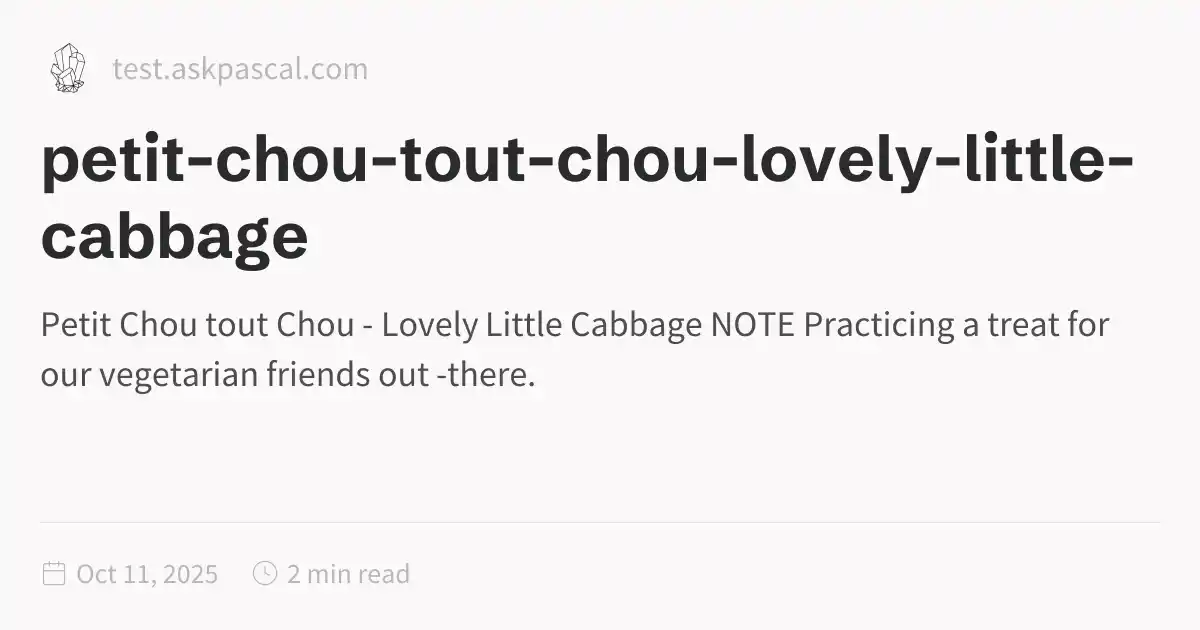 test.askpascal.com
petit-chou-tout-chou-lovely-little-
cabbage
Petit Chou tout Chou - Lovely Little Cabbage NOTE Practicing a treat for
our vegetarian friends out -there.
Oct 11, 2025 2 min read